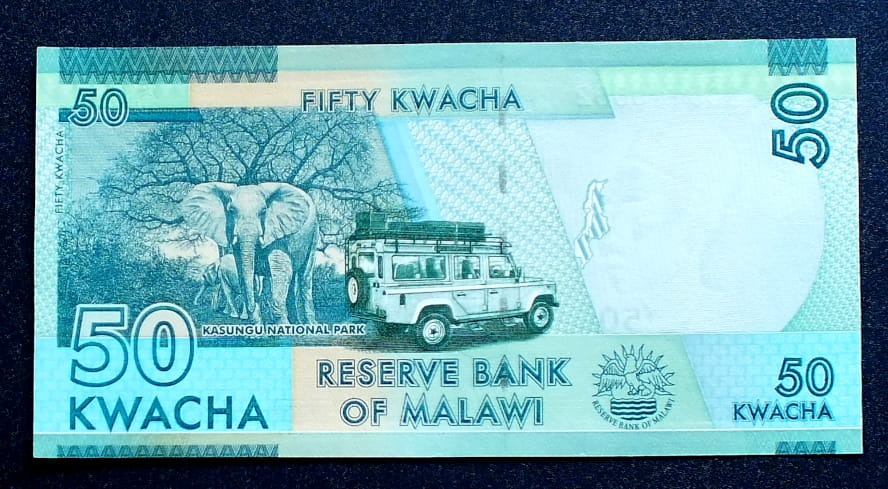 50
FIFTY KWACHA
50
FIFTY KWACHA
KASUNGU NATIONAL PARK
50
KWACHA
RESERVE BANK
OF MALAWI
RESERVE BANK OF MALAWI
50
KWACHA